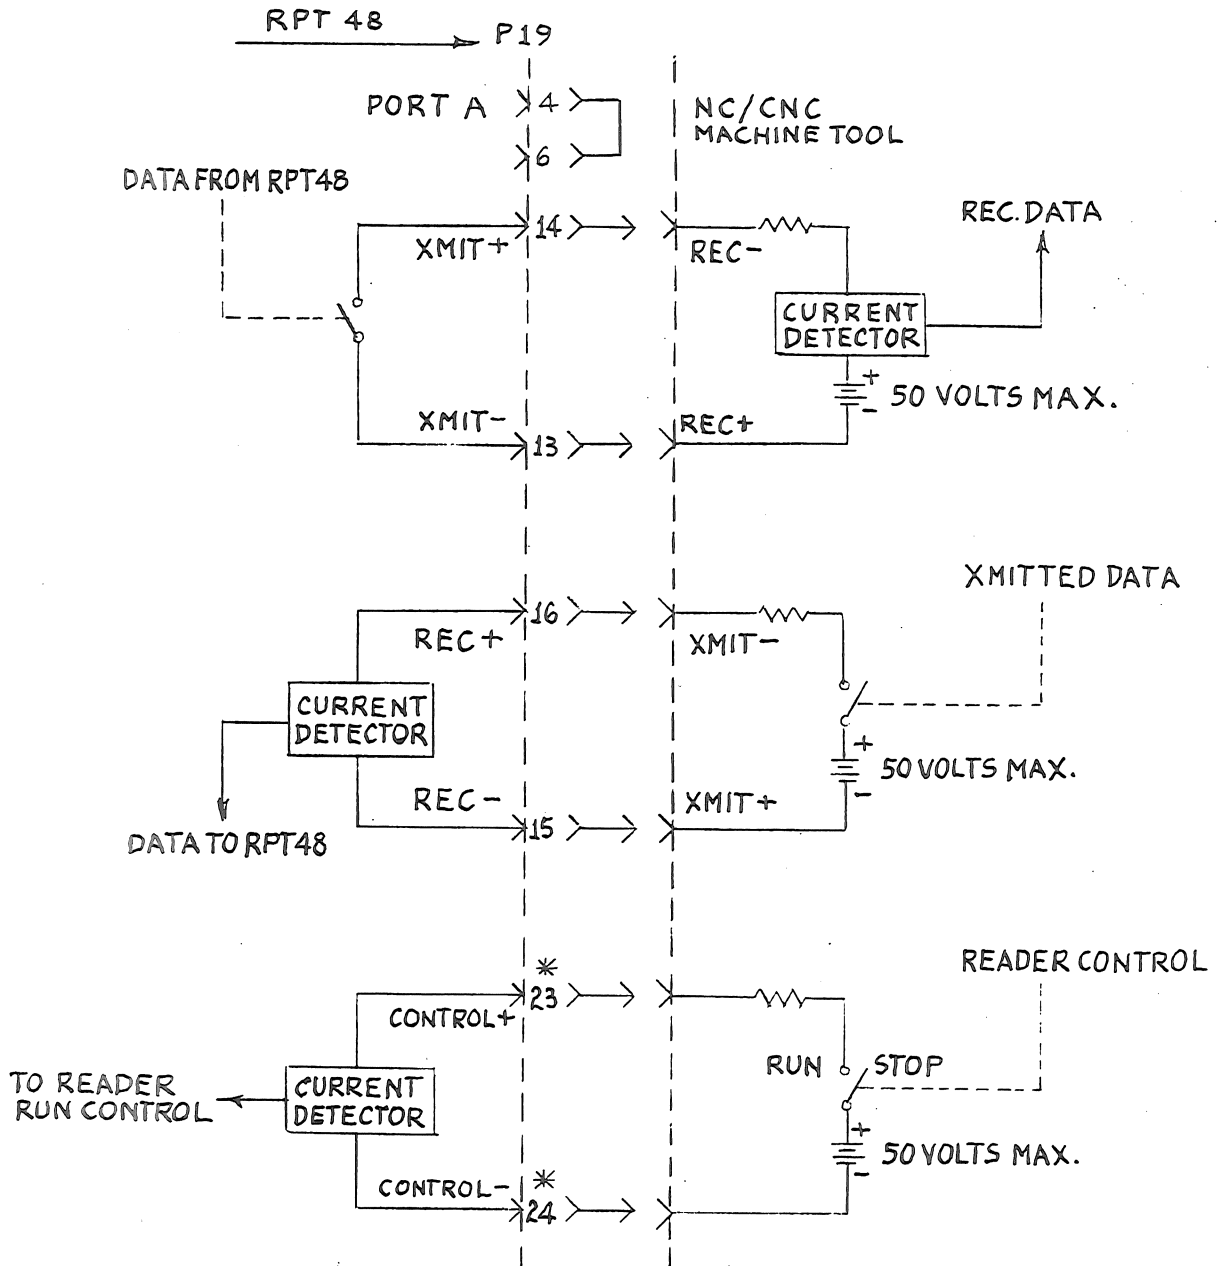 RPT 48
P19
PORT A
4
6
NC/CNC
MACHINE TOOL
DATA FROM RPT48
REC. DATA
14
XMIT+
REC-
CURRENT
DETECTOR
+
50 VOLTS MAX.
-
XMIT-
13
REC+
XMITTED DATA
16
REC+
XMIT-
CURRENT
DETECTOR
+
50 VOLTS MAX.
-
REC-
15
XMIT+
DATA TO RPT48
READER CONTROL
*
23
CONTROL+
RUN
STOP
TO READER
RUN CONTROL
CURRENT
DETECTOR
+
50 VOLTS MAX.
-
CONTROL-
*
24